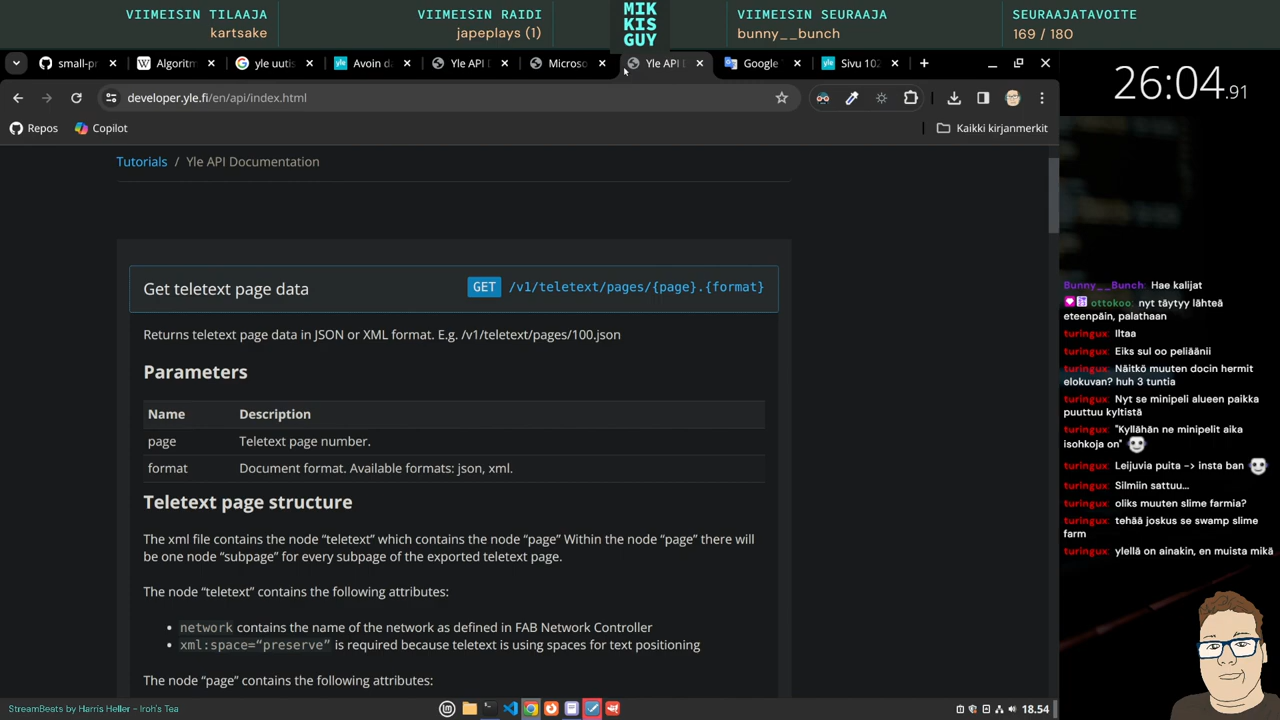 VIIMEISIN TILAAJA
kartsake
VIIMEISIN RAIDI
japeplays (1)
MIK
KIS
GUY
VIIMEISIN SEURAAJA
bunny__bunch
SEURAAJATAVOITE
169 / 180
small-pr
Algoritm
yle uutis
Avoin da
Yle API D
Microso
Yle API D
Google
Sivu 102
developer.yle.fi/en/api/index.html
Repos
Copilot
Kaikki kirjanmerkit
26:04.91
Tutorials / Yle API Documentation
Get teletext page data
GET /v1/teletext/pages/{page}.{format}
Returns teletext page data in JSON or XML format. E.g. /v1/teletext/pages/100.json
Parameters
Name Description
page Teletext page number.
format Document format. Available formats: json, xml.
Teletext page structure
The xml file contains the node “teletext” which contains the node “page” Within the node “page” there will
be one node “subpage” for every subpage of the exported teletext page.
The node “teletext” contains the following attributes:
• network contains the name of the network as defined in FAB Network Controller
• xml:space=“preserve” is required because teletext is using spaces for text positioning
The node “page” contains the following attributes:
Bunny__Bunch: Hae kalijat
ottokoo: nyt täytyy lähteä
eteenpäin, palathaan
turingux: Iltaa
turingux: Eiks sul oo peliäänii
turingux: Näitkö muuten docin hermit
elokuvan? huh 3 tuntia
turingux: Nyt se minipeli alueen paikka
puuttuu kyltistä
turingux: "Kyllähän ne minipelit aika
isohkoja on"
turingux: Leijuvia puita -> insta ban
turingux: Silmiin sattuu...
turingux: oliks muuten slime farmia?
turingux: tehää joskus se swamp slime
farm
turingux: ylellä on ainakin, en muista mikä
StreamBeats by Harris Heller - Iroh's Tea
18.54